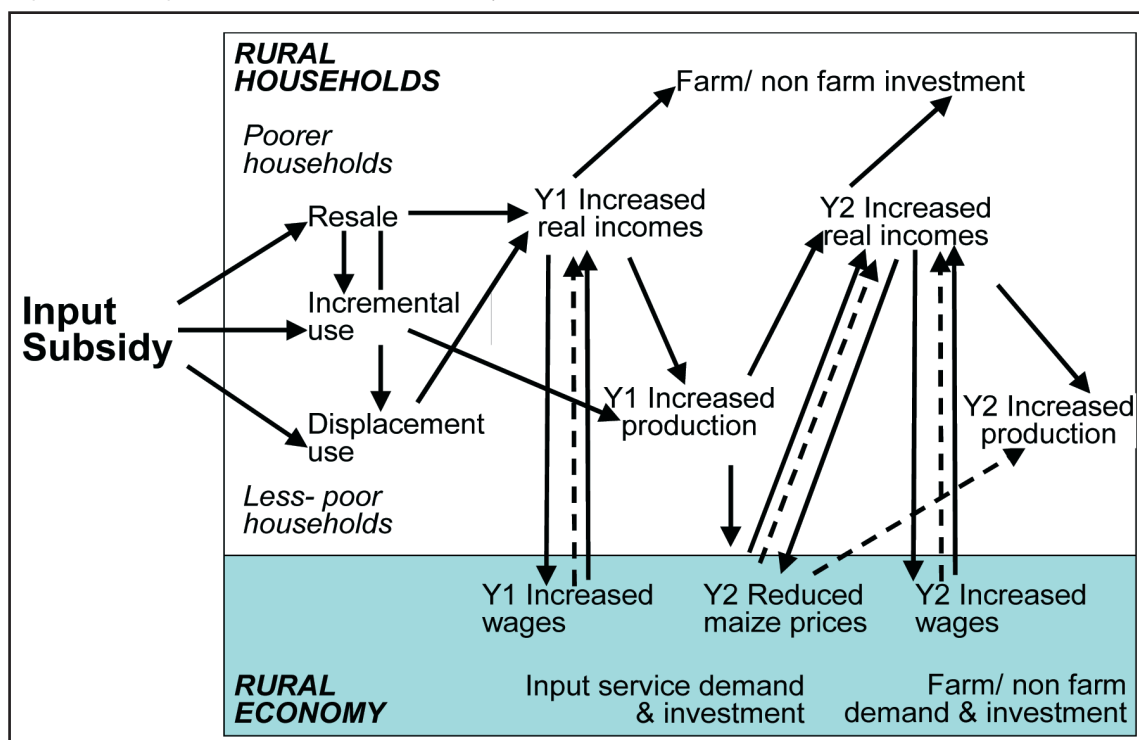 RURAL
HOUSEHOLDS
Farm/ non farm investment
Poorer
households
Resale
Y1 Increased
real incomes
Y2 Increased
real incomes
Input
Subsidy
Incremental
use
Y1 Increased
production
Y2 Increased
production
Displacement
use
Less- poor
households
Y1 Increased
wages
Y2 Reduced
maize prices
Y2 Increased
wages
RURAL
ECONOMY
Input service demand
& investment
Farm/ non farm
demand & investment